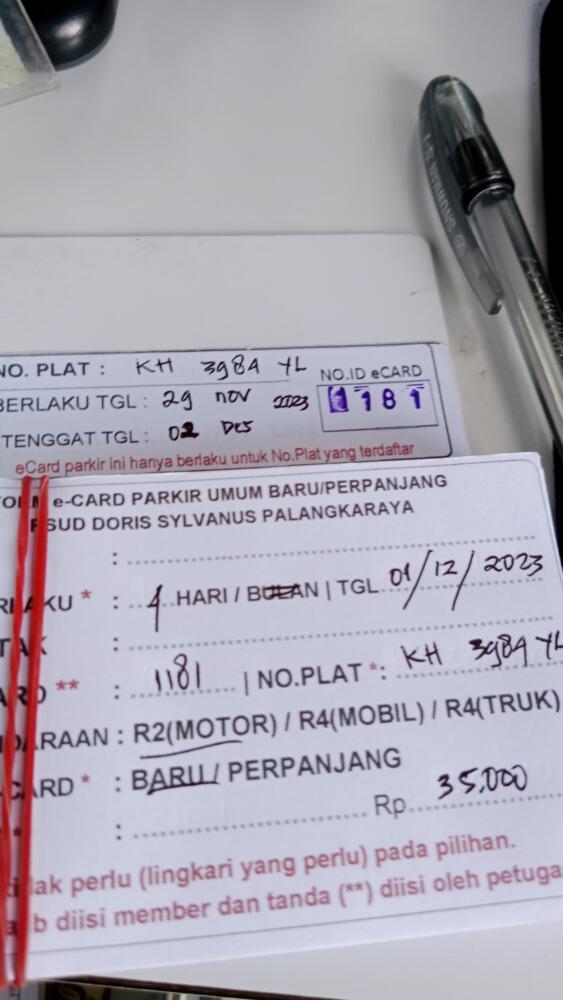 NO. PLAT : KH 3984 YL
NO.ID eCARD
1181
BERLAKU TGL : 29 nov 2023
TENGGAT TGL : 02 Des
eCard parkir ini hanya berlaku untuk No.Plat yang terdaftar
e-CARD PARKIR UMUM BARU/PERPANJANG
RSUD DORIS SYLVANUS PALANGKARAYA
: ....................
* : 4 HARI / BULAN | TGL 01/12/2023
: ....................
** : 1181 | NO.PLAT *: KH 3984 YL
: R2(MOTOR) / R4(MOBIL) / R4(TRUK)
CARD * : BARU / PERPANJANG
: .................... Rp. 35.000
perlu (lingkari yang perlu) pada pilihan.
b diisi member dan tanda (**) diisi oleh petuga